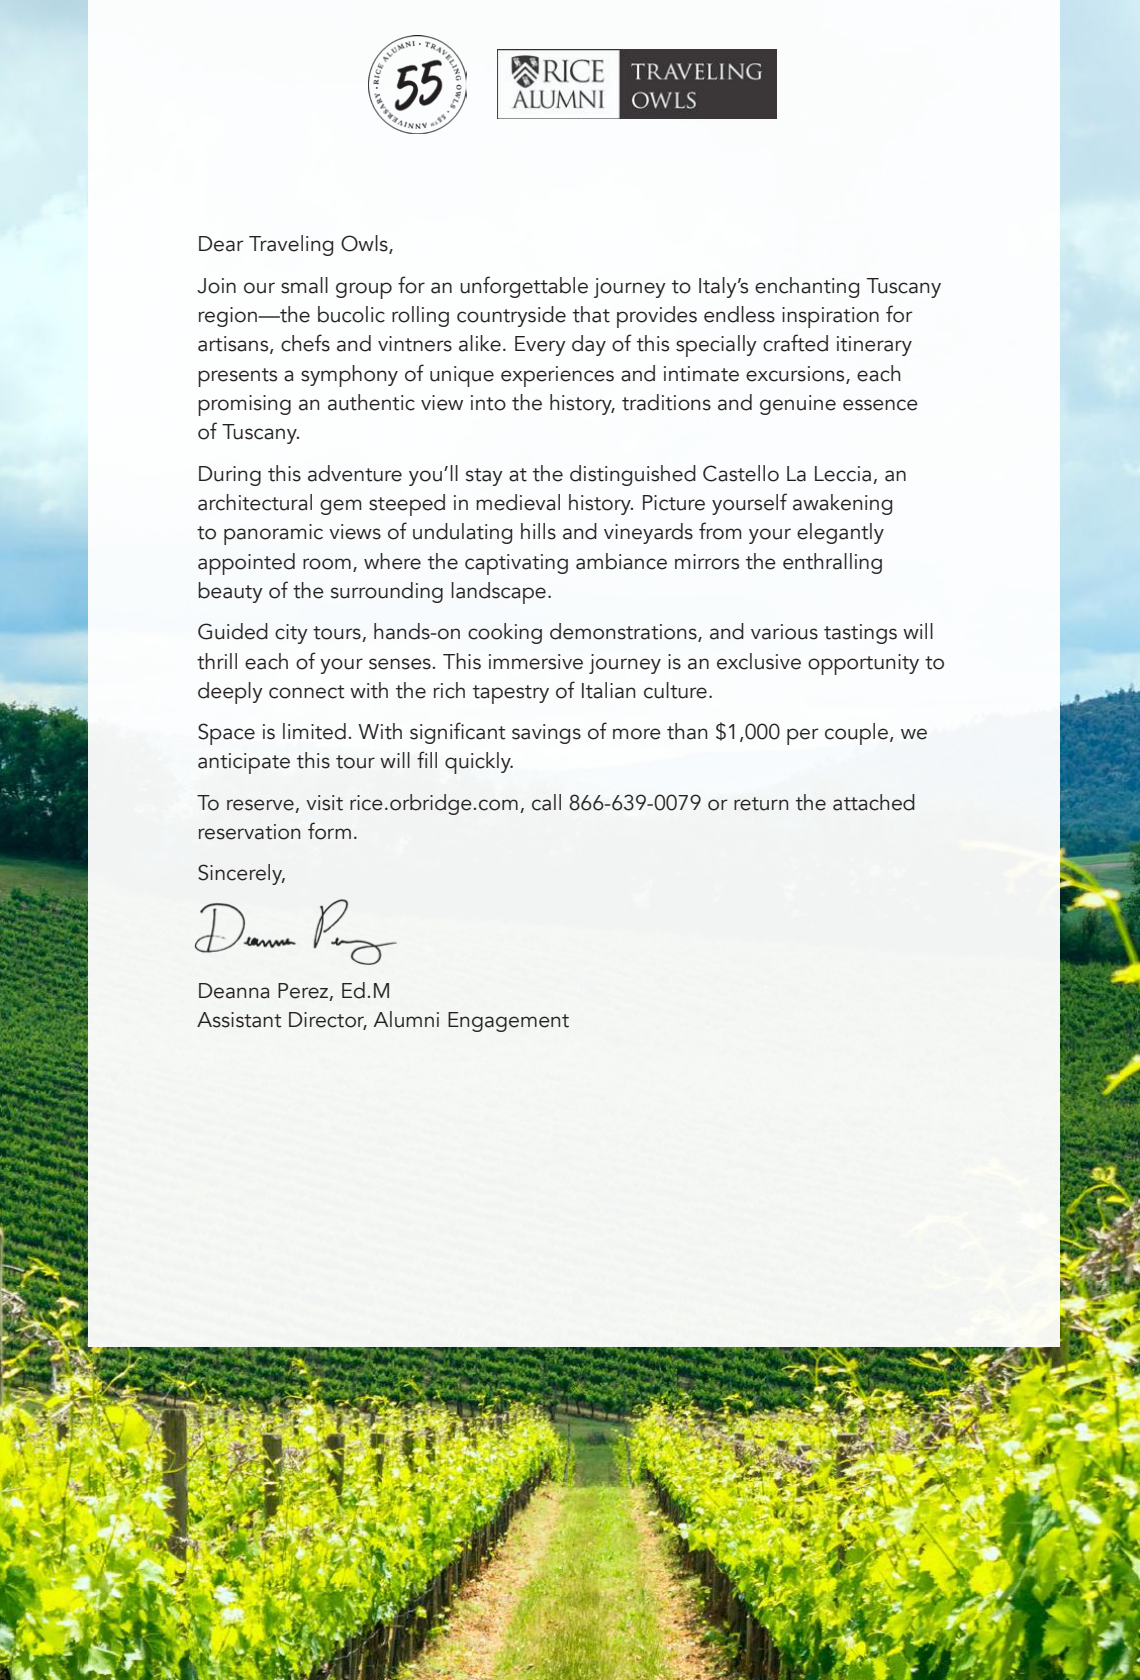 RICE ALUMNI • TRAVELING OWLS • 55TH ANNIVERSARY •
55
RICE
ALUMNI
TRAVELING
OWLS
Dear Traveling Owls,
Join our small group for an unforgettable journey to Italy’s enchanting Tuscany
region—the bucolic rolling countryside that provides endless inspiration for
artisans, chefs and vintners alike. Every day of this specially crafted itinerary
presents a symphony of unique experiences and intimate excursions, each
promising an authentic view into the history, traditions and genuine essence
of Tuscany.
During this adventure you’ll stay at the distinguished Castello La Leccia, an
architectural gem steeped in medieval history. Picture yourself awakening
to panoramic views of undulating hills and vineyards from your elegantly
appointed room, where the captivating ambiance mirrors the enthralling
beauty of the surrounding landscape.
Guided city tours, hands-on cooking demonstrations, and various tastings will
thrill each of your senses. This immersive journey is an exclusive opportunity to
deeply connect with the rich tapestry of Italian culture.
Space is limited. With significant savings of more than $1,000 per couple, we
anticipate this tour will fill quickly.
To reserve, visit rice.orbridge.com, call 866-639-0079 or return the attached
reservation form.
Sincerely,
Deanna Perez
Deanna Perez, Ed.M
Assistant Director, Alumni Engagement